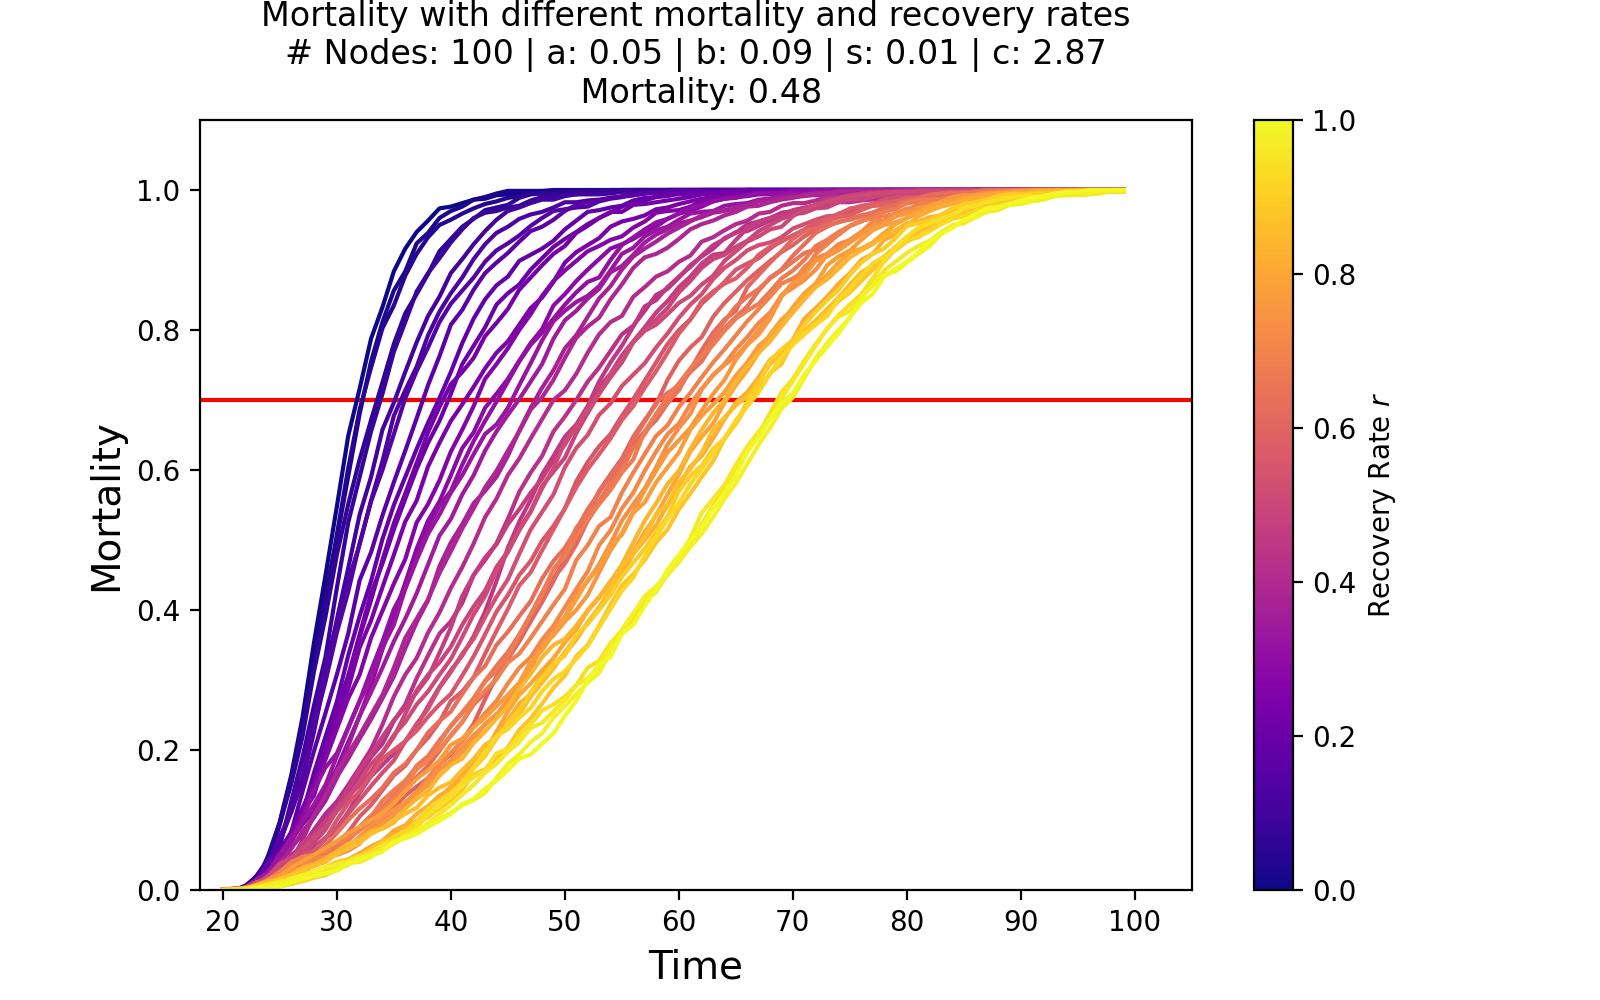 Mortality with different mortality and recovery rates
# Nodes: 100 | a: 0.05 | b: 0.09 | s: 0.01 | c: 2.87
Mortality: 0.48
Mortality
1.0
0.8
0.6
0.4
0.2
0.0
20 30 40 50 60 70 80 90 100
Time
1.0
0.8
0.6
0.4
0.2
0.0
Recovery Rate r